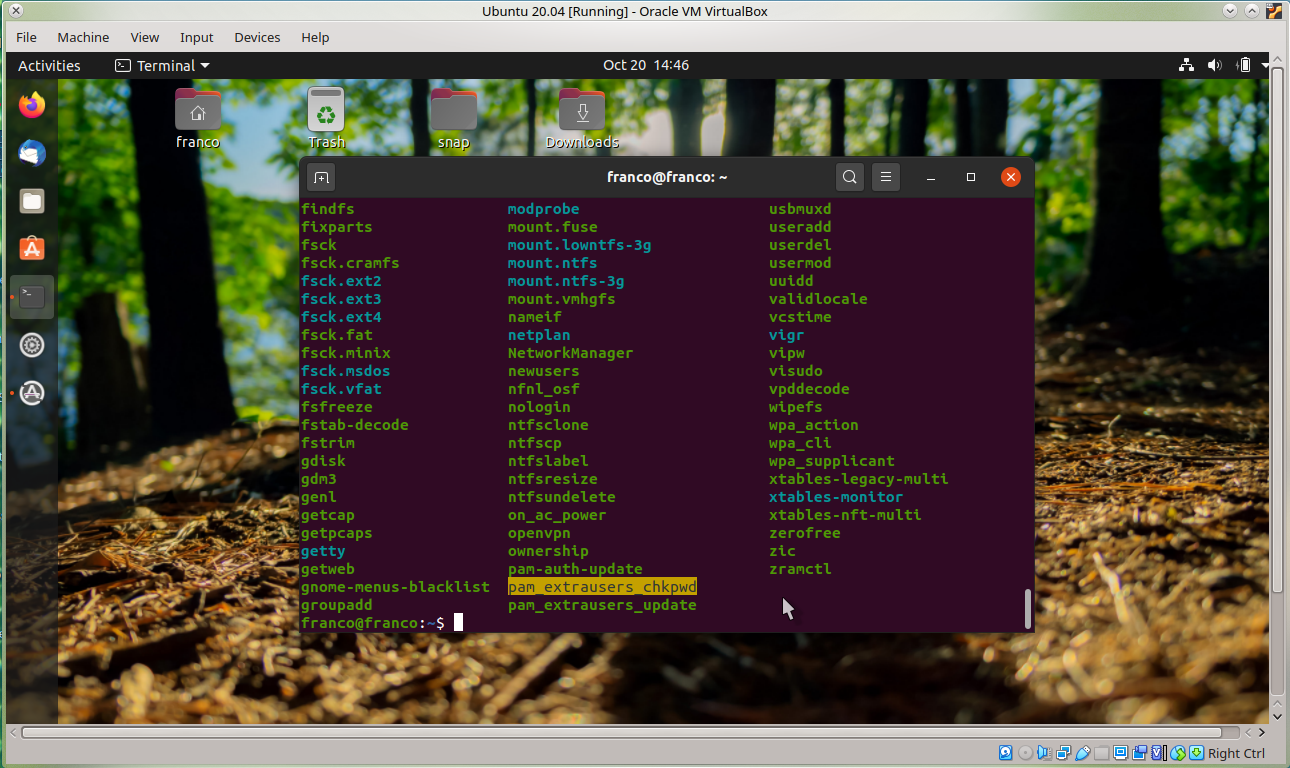 Ubuntu 20.04 [Running] - Oracle VM VirtualBox
File Machine View Input Devices Help
Activities Terminal Oct 20 14:46
franco Trash snap Downloads
franco@franco: ~
findfs modprobe usbmuxd
fixparts mount.fuse useradd
fsck mount.lowntfs-3g userdel
fsck.cramfs mount.ntfs usermod
fsck.ext2 mount.ntfs-3g uuidd
fsck.ext3 mount.vmhgfs validlocale
fsck.ext4 nameif vcstime
fsck.fat netplan vigr
fsck.minix NetworkManager vipw
fsck.msdos newusers visudo
fsck.vfat nfnl_osf vpddecode
fsfreeze nologin wipefs
fstab-decode ntfsclone wpa_action
fstrim ntfscp wpa_cli
gdisk ntfslabel wpa_supplicant
gdm3 ntfsresize xtables-legacy-multi
genl ntfsundelete xtables-monitor
getcap on_ac_power xtables-nft-multi
getpcaps openvpn zerofree
getty ownership zic
getweb pam-auth-update zramctl
gnome-menus-blacklist pam_extrausers_chkpwd
groupadd pam_extrausers_update
franco@franco:~$
Right Ctrl